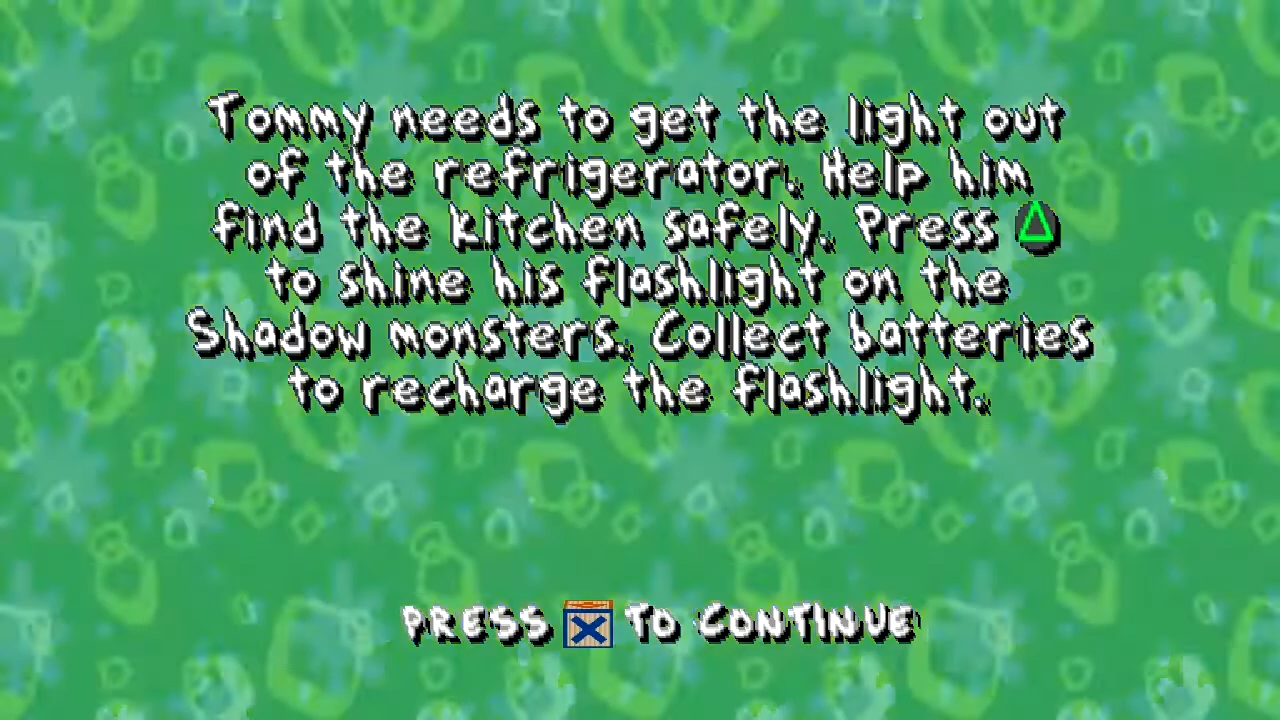 Tommy needs to get the light out
of the refrigerator. Help him
find the kitchen safely. Press △
to shine his flashlight on the
Shadow monsters. Collect batteries
to recharge the flashlight.
PRESS X TO CONTINUE